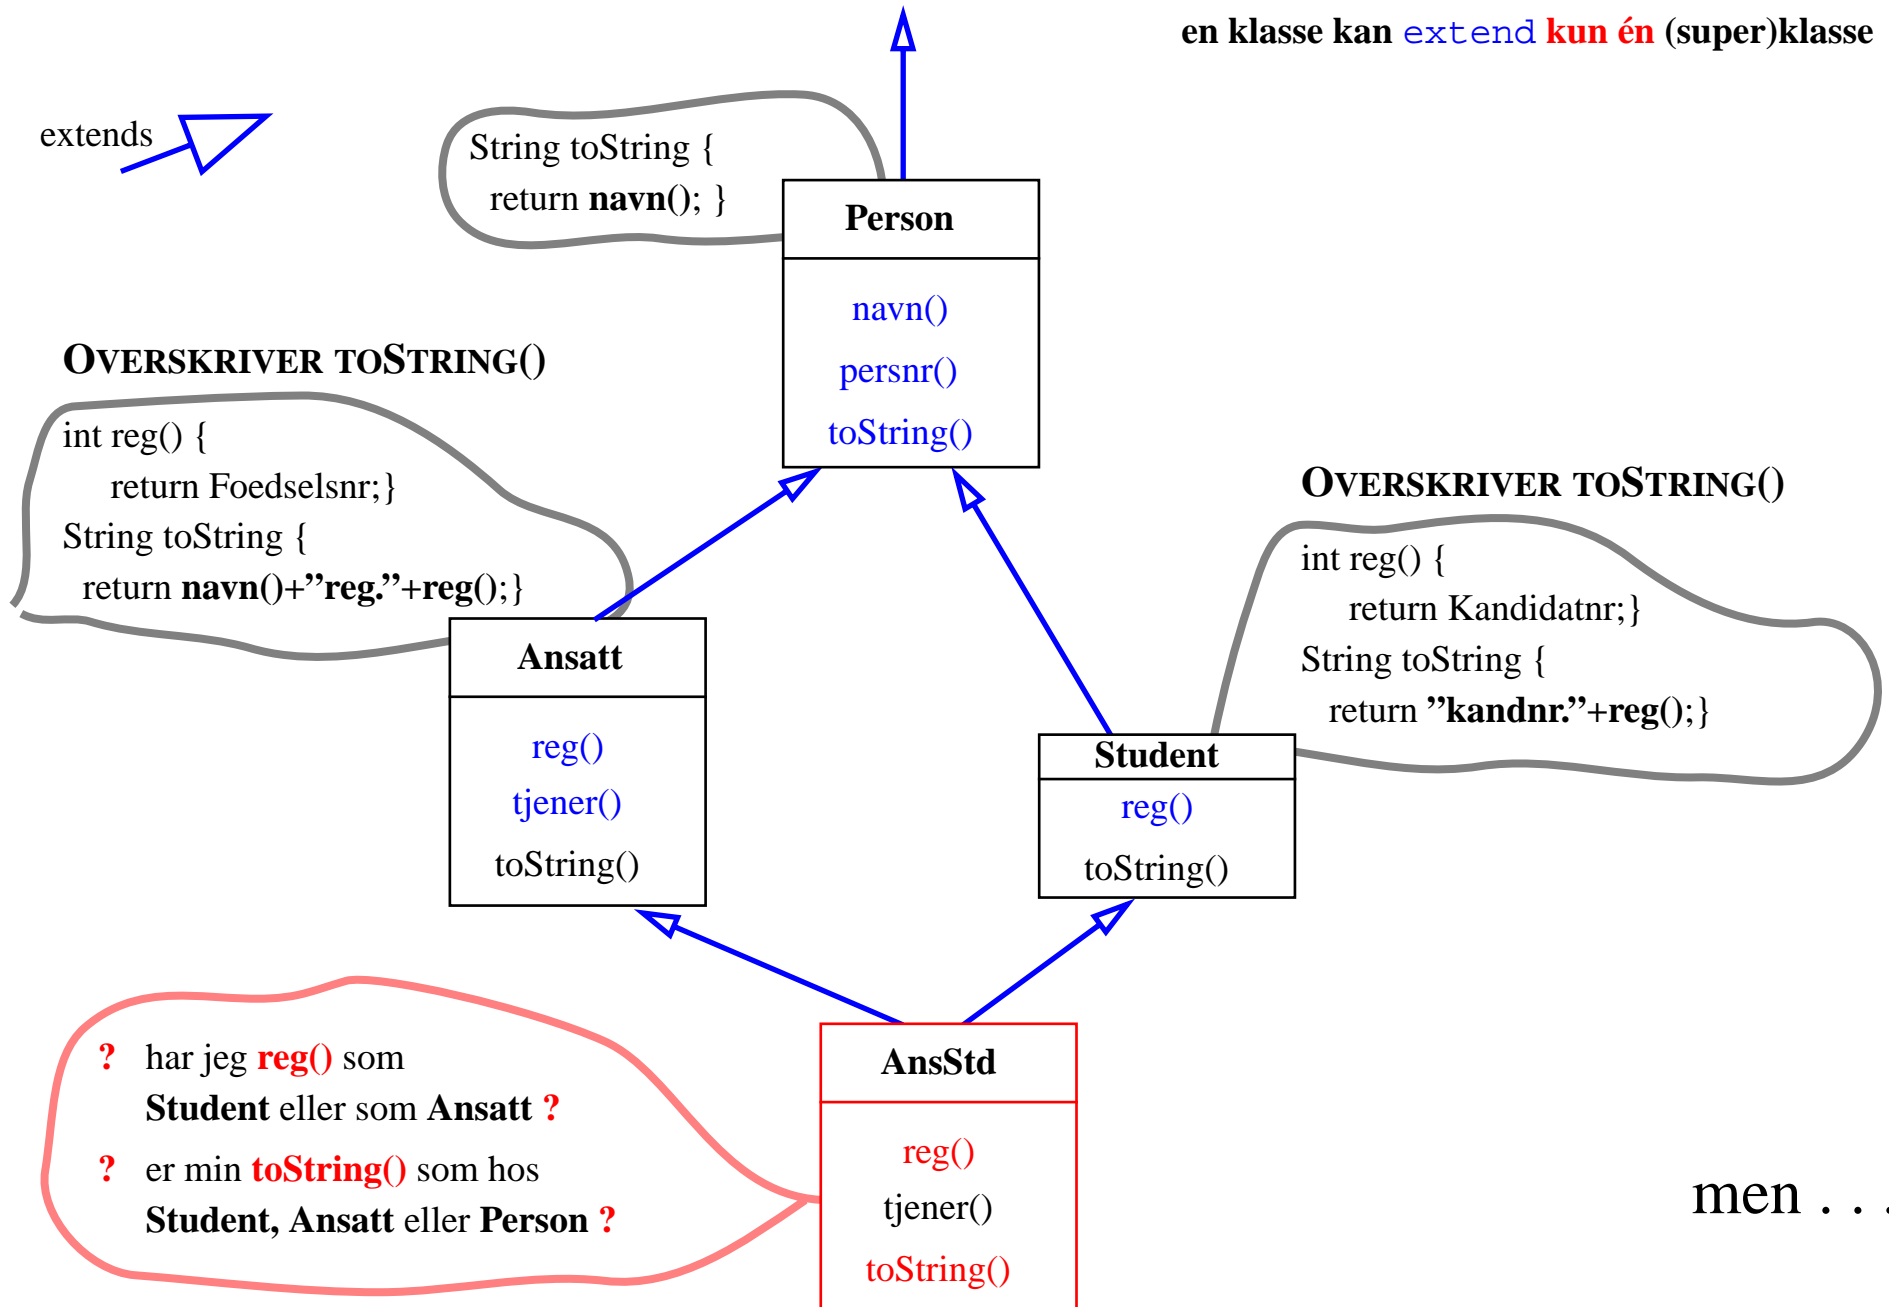 en klasse kan extend kun én (super)klasse
extends
String toString {
return navn(); }
Person
navn()
persnr()
toString()
OVERSKRIVER TOSTRING()
int reg() {
return Foedselsnr;}
String toString {
return navn()+”reg.”+reg();}
OVERSKRIVER TOSTRING()
int reg() {
return Kandidatnr;}
String toString {
return ”kandnr.”+reg();}
Ansatt
reg()
tjener()
toString()
Student
reg()
toString()
? har jeg reg() som
Student eller som Ansatt ?
? er min toString() som hos
Student, Ansatt eller Person ?
AnsStd
reg()
tjener()
toString()
men . . .